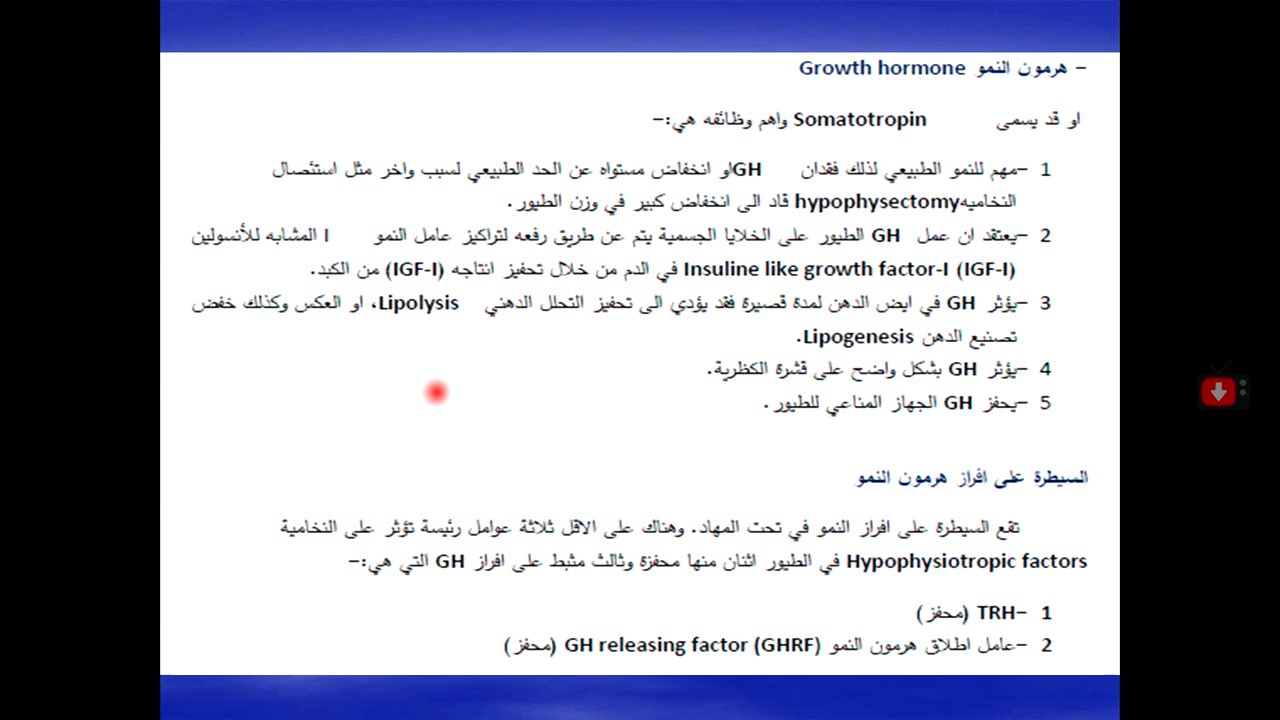 - هرمون النمو Growth hormone
او قد يسمى Somatotropin واهم وظائفه هي:-
1 -مهم للنمو الطبيعي لذلك فقدان GHاو انخفاض مستواه عن الحد الطبيعي لسبب واخر مثل استئصال
النخاميهhypophysectomy قاد الى انخفاض كبير في وزن الطيور.
2 -يعتقد ان عمل GH الطيور على الخلايا الجسمية يتم عن طريق رفعه لتراكيز عامل النمو I المشابه للأنسولين
Insuline like growth factor-I (IGF-I) في الدم من خلال تحفيز انتاجه (IGF-I) من الكبد.
3 -يؤثر GH في ايض الدهن لمدة قصيرة فقد يؤدي الى تحفيز التحلل الدهني Lipolysis، او العكس وكذلك خفض
تصنيع الدهن Lipogenesis.
4 -يؤثر GH بشكل واضح على قشرة الكظرية.
5 -يحفز GH الجهاز المناعي للطيور.
السيطرة على افراز هرمون النمو
تقع السيطرة على افراز النمو في تحت المهاد. وهناك على الاقل ثلاثة عوامل رئيسة تؤثر على النخامية
Hypophysiotropic factors في الطيور اثنان منها محفزة وثالث مثبط على افراز GH التي هي:-
1 -TRH (محفز)
2 -عامل اطلاق هرمون النمو GH releasing factor (GHRF) (محفز)